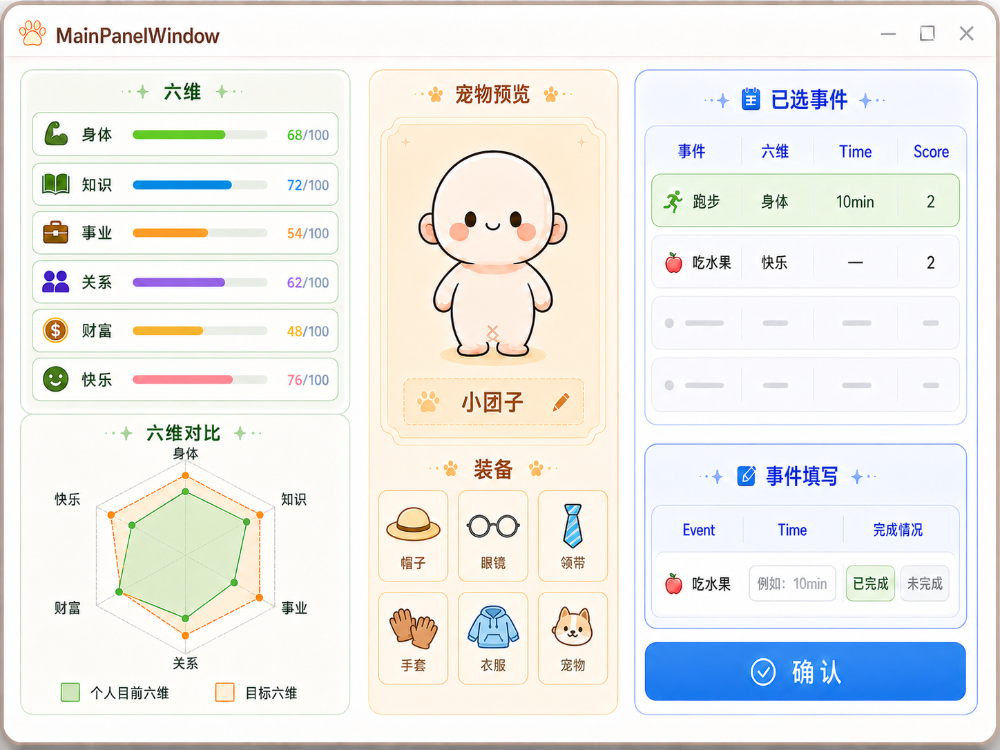 MainPanelWindow
六维
身体 68/100
知识 72/100
事业 54/100
关系 62/100
财富 48/100
快乐 76/100
六维对比
身体
快乐 知识
财富 事业
关系
个人目前六维 目标六维
宠物预览
小团子
装备
帽子 眼镜 领带
手套 衣服 宠物
已选事件
事件 六维 Time Score
跑步 身体 10min 2
吃水果 快乐 — 2
事件填写
Event Time 完成情况
吃水果 例如：10min 已完成 未完成
确认